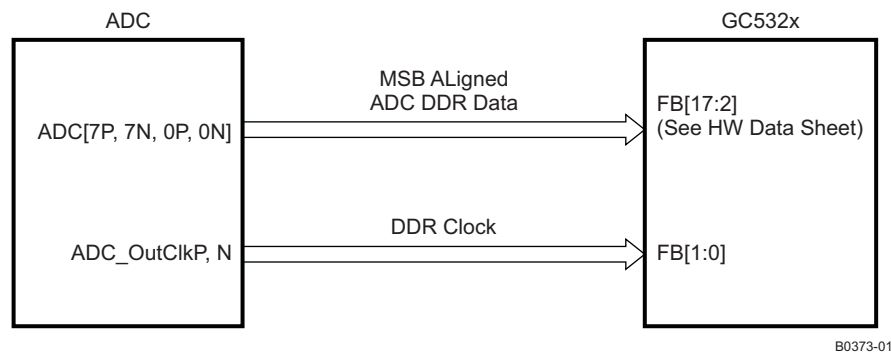 ADC
GC532x
MSB ALigned
ADC DDR Data
ADC[7P, 7N, 0P, 0N]
FB[17:2]
(See HW Data Sheet)
DDR Clock
ADC_OutClkP, N
FB[1:0]
B0373-01